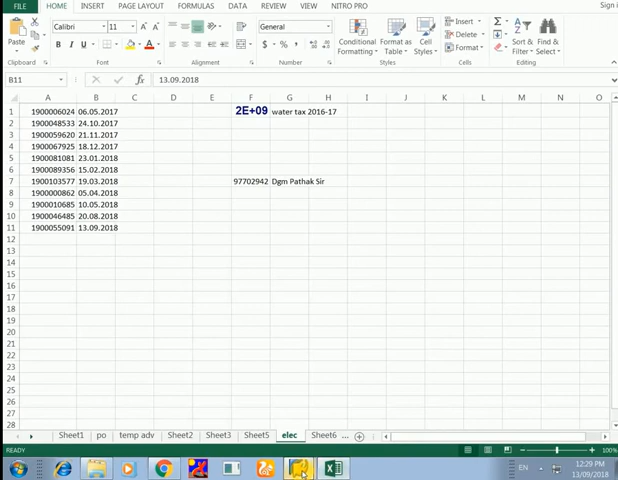 FILE HOME INSERT PAGE LAYOUT FORMULAS DATA REVIEW VIEW NITRO PRO Sign i
Paste Calibri 11 General Conditional Formatting Format as Table Cell Styles Insert Delete Format Sort & Filter Find & Select
Clipboard Font Alignment Number Styles Cells Editing
B11 fx 13.09.2018
A B C D E F G H I J K L M N O
1 1900006024 06.05.2017 2E+09 water tax 2016-17
2 1900048533 24.10.2017
3 1900059620 21.11.2017
4 1900067925 18.12.2017
5 1900081081 23.01.2018
6 1900089356 15.02.2018
7 1900103577 19.03.2018 97702942 Dgm Pathak Sir
8 1900000862 05.04.2018
9 1900010685 10.05.2018
10 1900046485 20.08.2018
11 1900055091 13.09.2018
12
13
14
15
16
17
18
19
20
21
22
23
24
25
26
27
28
Sheet1 po temp adv Sheet2 Sheet3 Sheet5 elec Sheet6 ...
READY 100%
EN 12:29 PM
13/09/2018